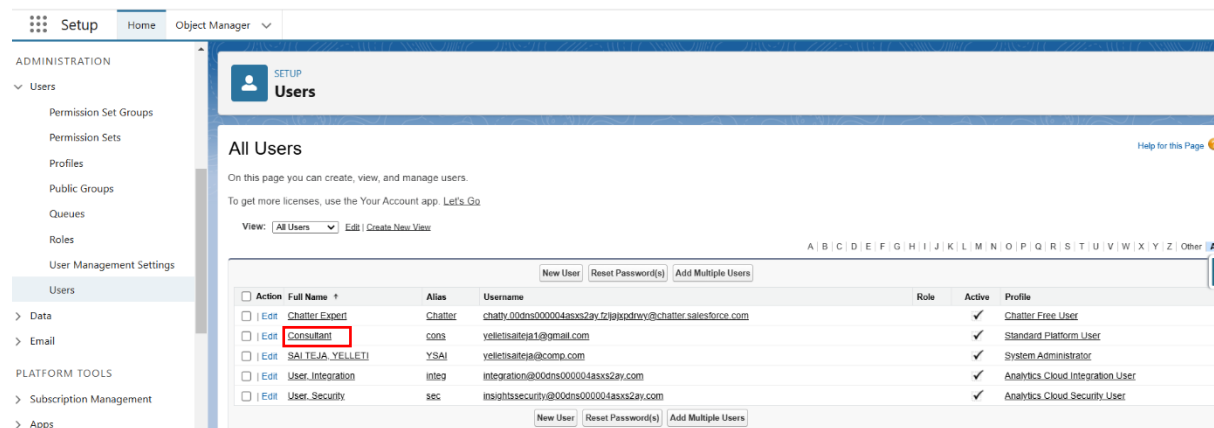 Setup Home Object Manager
ADMINISTRATION
Users
Permission Set Groups
Permission Sets
Profiles
Public Groups
Queues
Roles
User Management Settings
Users
Data
Email
PLATFORM TOOLS
Subscription Management
Apps
SETUP
Users
All Users
Help for this Page
On this page you can create, view, and manage users.
To get more licenses, use the Your Account app. Let's Go
View: All Users Edit | Create New View
A | B | C | D | E | F | G | H | I | J | K | L | M | N | O | P | Q | R | S | T | U | V | W | X | Y | Z | Other
New User Reset Password(s) Add Multiple Users
Action Full Name ↑ Alias Username Role Active Profile
| Edit Chatter Expert Chatter chatty.00dns000004asxs2ay.fzijajxpdrwy@chatter.salesforce.com ✓ Chatter Free User
| Edit Consultant cons yelletisaiteja1@gmail.com ✓ Standard Platform User
| Edit SAI TEJA, YELLETI YSAI yelletisaiteja@comp.com ✓ System Administrator
| Edit User, Integration integ integration@00dns000004asxs2ay.com ✓ Analytics Cloud Integration User
| Edit User, Security sec insightssecurity@00dns000004asxs2ay.com ✓ Analytics Cloud Security User
New User Reset Password(s) Add Multiple Users